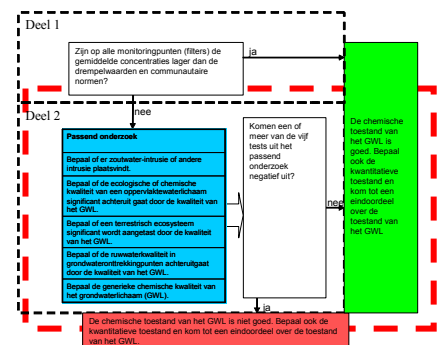 Deel 1
Zijn op alle monitoringpunten (filters) de
gemiddelde concentraties lager dan de
drempelwaarden en communautaire
normen?
ja
nee
Deel 2
Passend onderzoek
Bepaal of er zoutwater-intrusie of andere
intrusie plaatsvindt.
Bepaal of de ecologische of chemische
kwaliteit van een oppervlaktewaterlichaam
significant achteruit gaat door de kwaliteit van
het GWL.
Bepaal of een terrestrisch ecosysteem
significant wordt aangetast door de kwaliteit
van het GWL.
Bepaal of de ruwwaterkwaliteit in
grondwateronttrekkingpunten achteruitgaat
door de kwaliteit van het GWL.
Bepaal de generieke chemische kwaliteit van
het grondwaterlichaam (GWL).
Komen een of
meer van de vijf
tests uit het
passend
onderzoek
negatief uit?
nee
ja
De chemische
toestand van
het GWL is
goed. Bepaal
ook de
kwantitatieve
toestand en
kom tot een
eindoordeel
over de
toestand van
het GWL
De chemische toestand van het GWL is niet goed. Bepaal ook de
kwantitatieve toestand en kom tot een eindoordeel over de toestand
van het GWL.